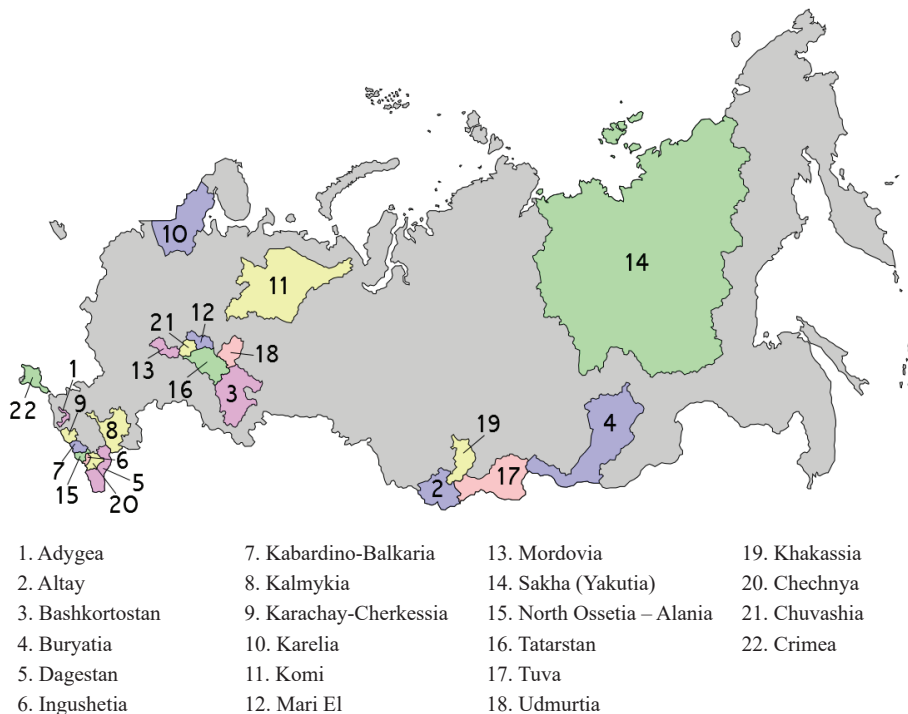 10
14
11
21
12
18
13
16
3
1
22
9
8
7
6
15
5
20
19
4
2
17
1. Adygea
2. Altay
3. Bashkortostan
4. Buryatia
5. Dagestan
6. Ingushetia
7. Kabardino-Balkaria
8. Kalmykia
9. Karachay-Cherkessia
10. Karelia
11. Komi
12. Mari El
13. Mordovia
14. Sakha (Yakutia)
15. North Ossetia – Alania
16. Tatarstan
17. Tuva
18. Udmurtia
19. Khakassia
20. Chechnya
21. Chuvashia
22. Crimea